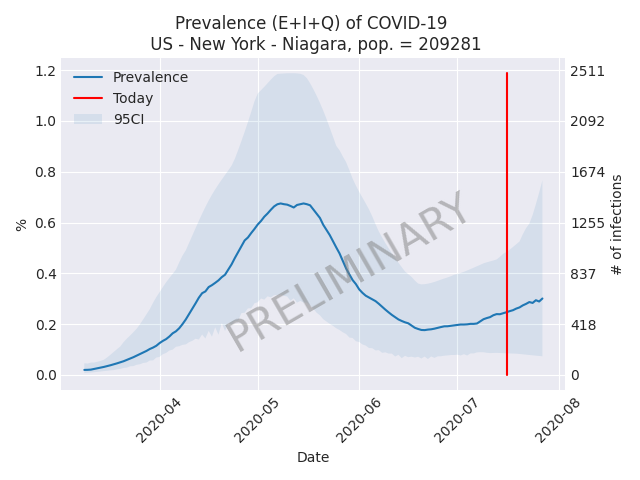 Prevalence (E+I+Q) of COVID-19
US - New York - Niagara, pop. = 209281
Prevalence
Today
95CI
1.2
1.0
0.8
0.6
0.4
0.2
0.0
%
2511
2092
1674
1255
837
418
0
# of infections
PRELIMINARY
2020-04
2020-05
2020-06
2020-07
2020-08
Date